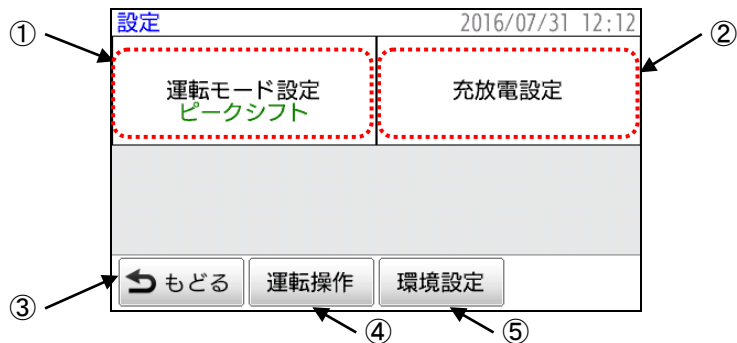 設定 2016/07/31 12:12
① ②
運転モード設定 充放電設定
ピークシフト
もどる 運転操作 環境設定
③ ④ ⑤